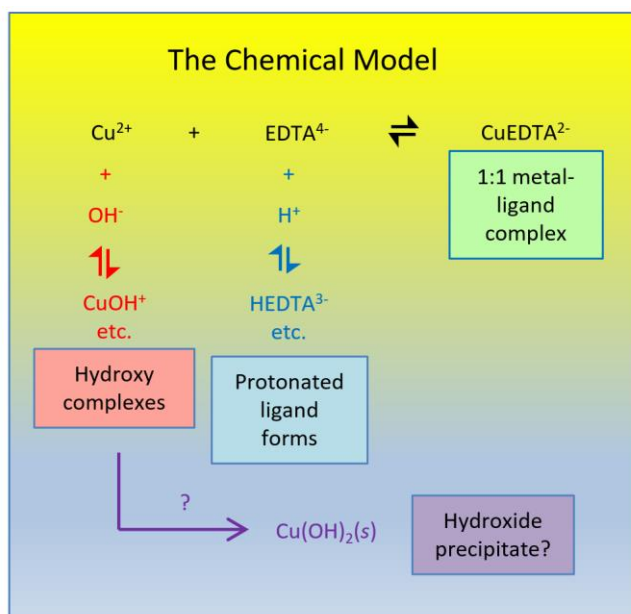 The Chemical Model
Cu²⁺ + EDTA⁴⁻ ⇌ CuEDTA²⁻
+ +
OH⁻ H⁺
⇌ ⇌
CuOH⁺ HEDTA³⁻
etc. etc.
1:1 metal-
ligand
complex
Hydroxy
complexes
Protonated
ligand
forms
?
Cu(OH)₂(s)
Hydroxide
precipitate?